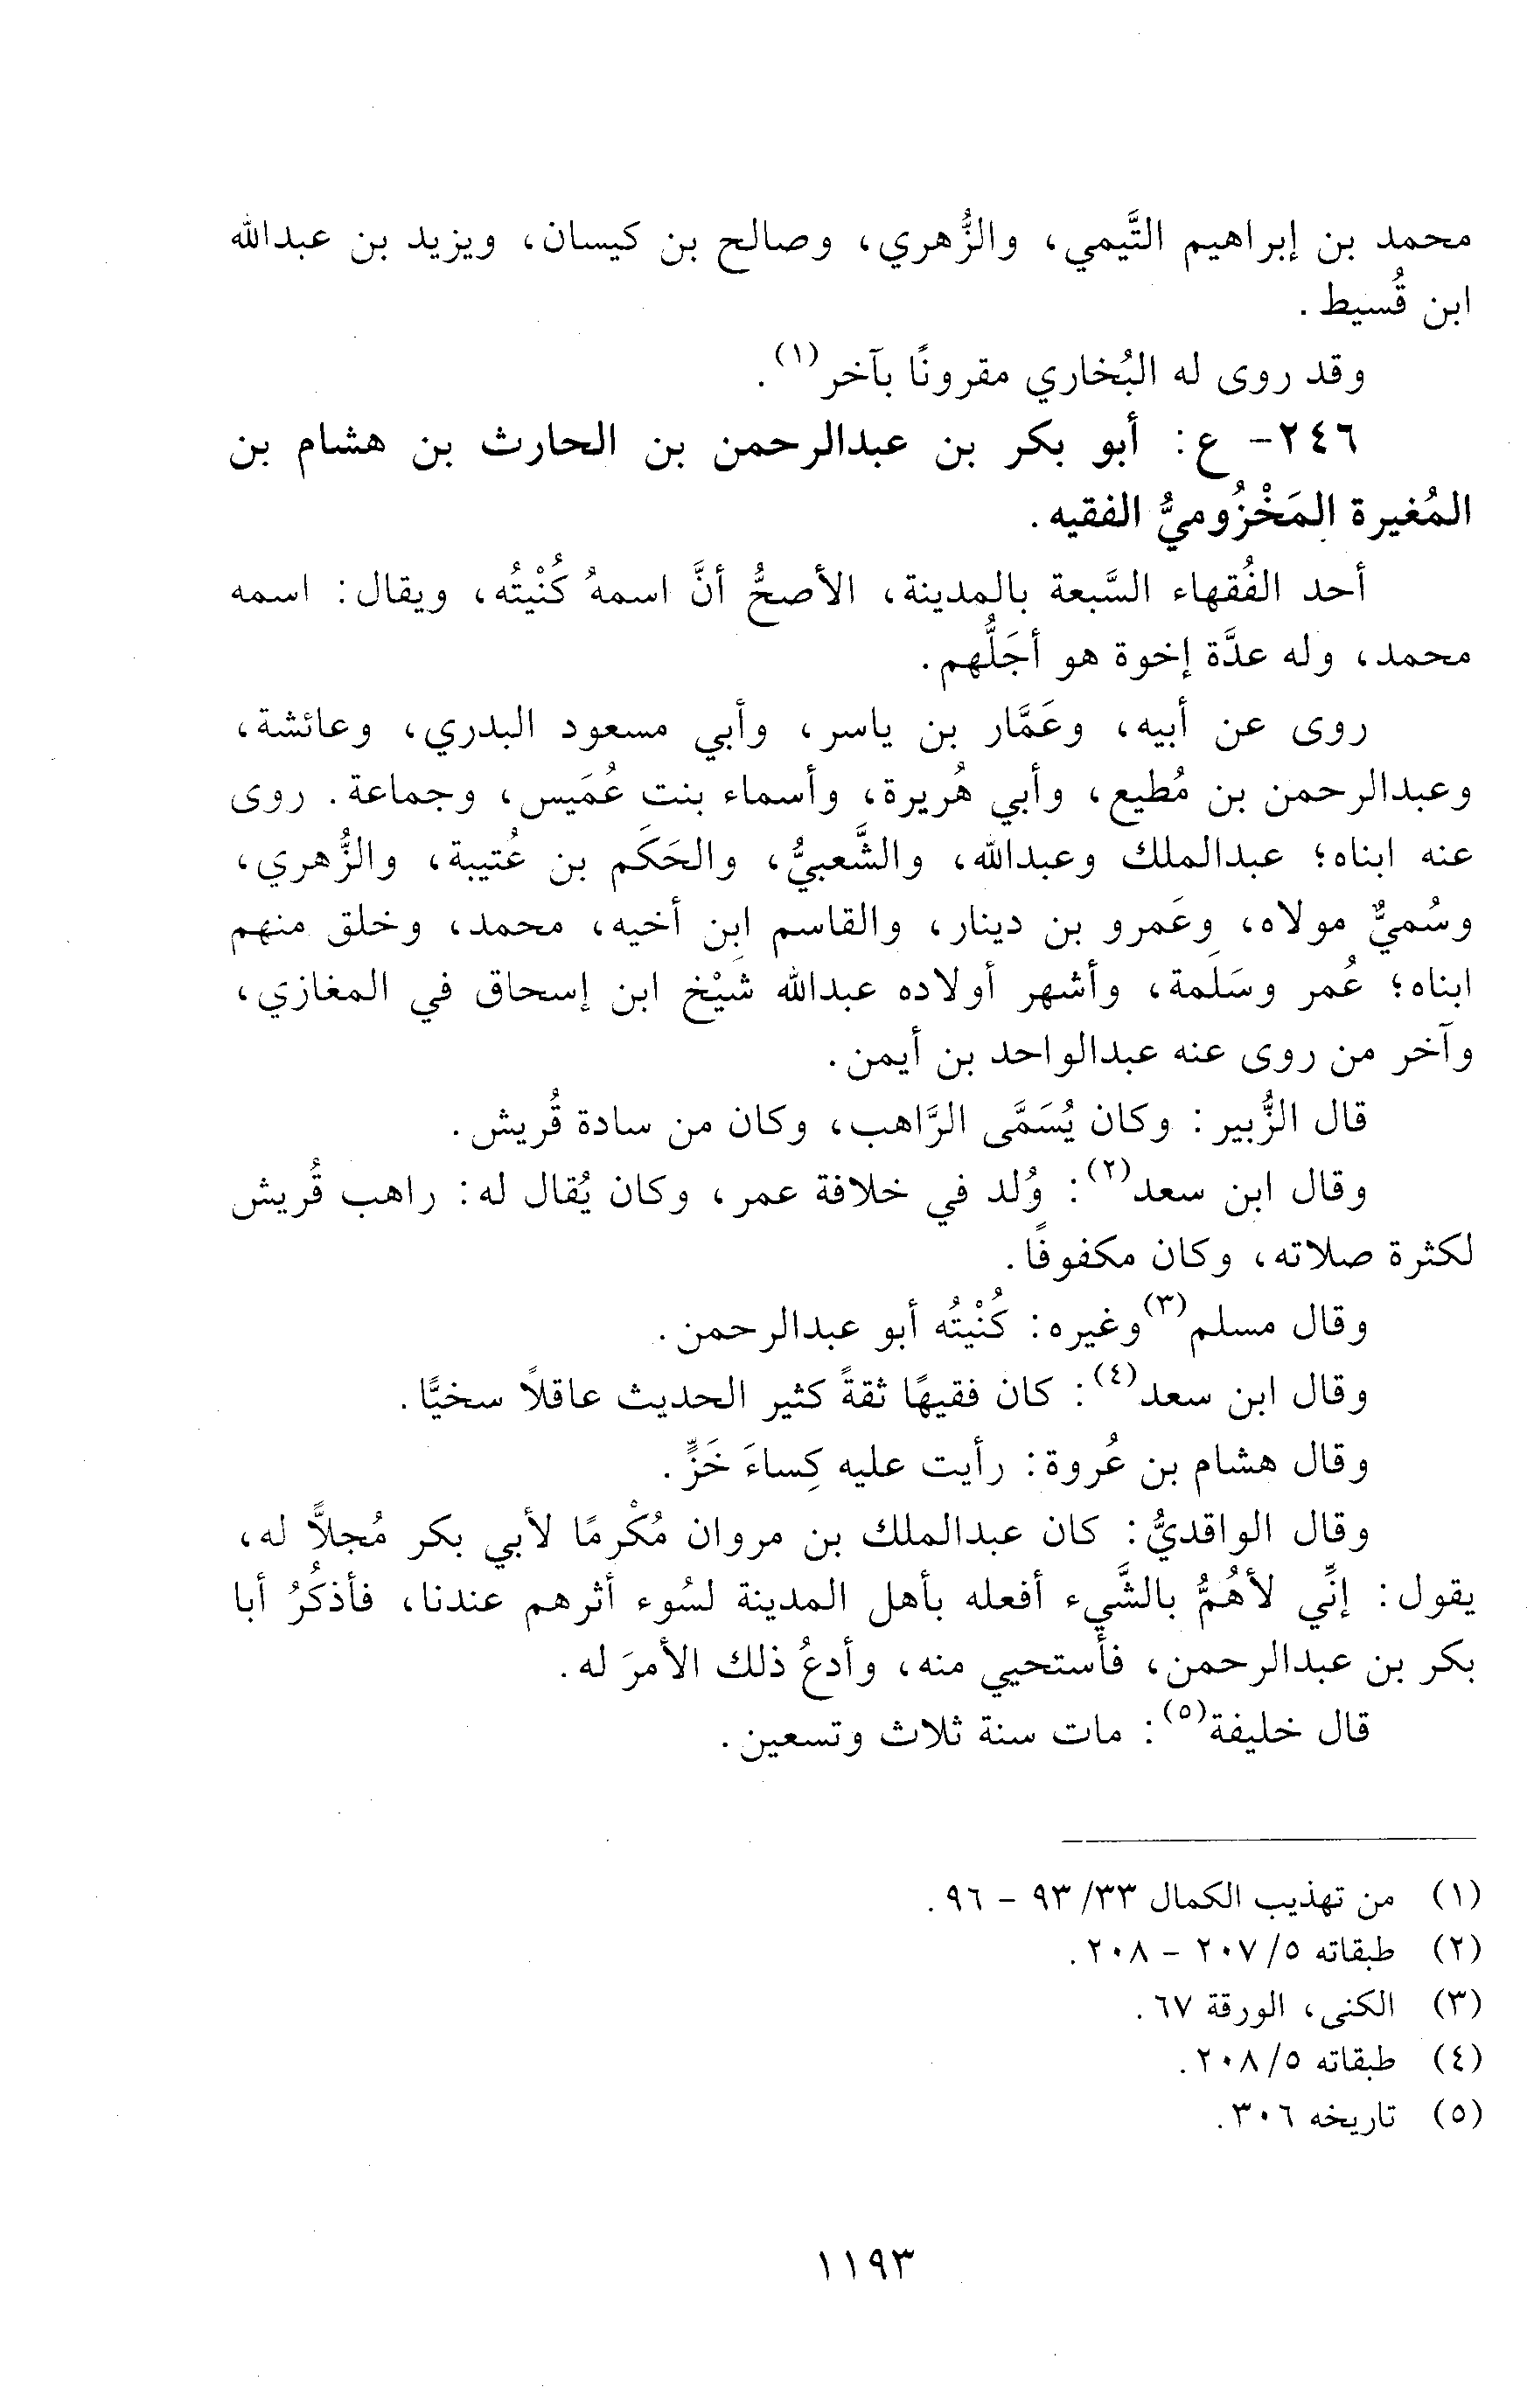 محمد بن إبراهيم التَّيمي، والزُّهري، وصالح بن كيسان، ويزيد بن عبدالله
ابن قُسيط.
وقد روى له البُخاري مقرونًا بآخر(١).
٢٤٦- ع: أبو بكر بن عبدالرحمن بن الحارث بن هشام بن
المُغيرة المَخْزُوميُّ الفقيه.
أحد الفُقهاء السَّبعة بالمدينة، الأصحُّ أنَّ اسمهُ كُنْيتُه، ويقال: اسمه
محمد، وله عدَّة إخوة هو أجَلُّهم.
روى عن أبيه، وعَمَّار بن ياسر، وأبي مسعود البدري، وعائشة،
وعبدالرحمن بن مُطيع، وأبي هُريرة، وأسماء بنت عُمَيس، وجماعة. روى
عنه ابناه؛ عبدالملك وعبدالله، والشَّعبيُّ، والحَكَم بن عُتيبة، والزُّهري،
وسُميٌّ مولاه، وعَمرو بن دينار، والقاسم ابن أخيه، محمد، وخلق منهم
ابناه؛ عُمر وسَلَمة، وأشهر أولاده عبدالله شيْخ ابن إسحاق في المغازي،
وآخر من روى عنه عبدالواحد بن أيمن.
قال الزُّبير: وكان يُسَمَّى الرَّاهب، وكان من سادة قُريش.
وقال ابن سعد(٢): وُلد في خلافة عمر، وكان يُقال له: راهب قُريش
لكثرة صلاته، وكان مكفوفًا.
وقال مسلم(٣)وغيره: كُنْيتُه أبو عبدالرحمن.
وقال ابن سعد(٤): كان فقيهًا ثقةً كثير الحديث عاقلاً سخيًّا.
وقال هشام بن عُروة: رأيت عليه كِساءَ خَزٍّ.
وقال الواقديُّ: كان عبدالملك بن مروان مُكْرمًا لأبي بكر مُجلاًّ له،
يقول: إنِّي لأهُمُّ بالشَّيء أفعله بأهل المدينة لسُوء أثرهم عندنا، فأذكُرُ أبا
بكر بن عبدالرحمن، فأستحيي منه، وأدعُ ذلك الأمرَ له.
قال خليفة(٥): مات سنة ثلاث وتسعين.
(١) من تهذيب الكمال ٣٣/ ٩٣ - ٩٦.
(٢) طبقاته ٥/ ٢٠٧ - ٢٠٨.
(٣) الكنى، الورقة ٦٧.
(٤) طبقاته ٥/ ٢٠٨.
(٥) تاريخه ٣٠٦.
١١٩٣